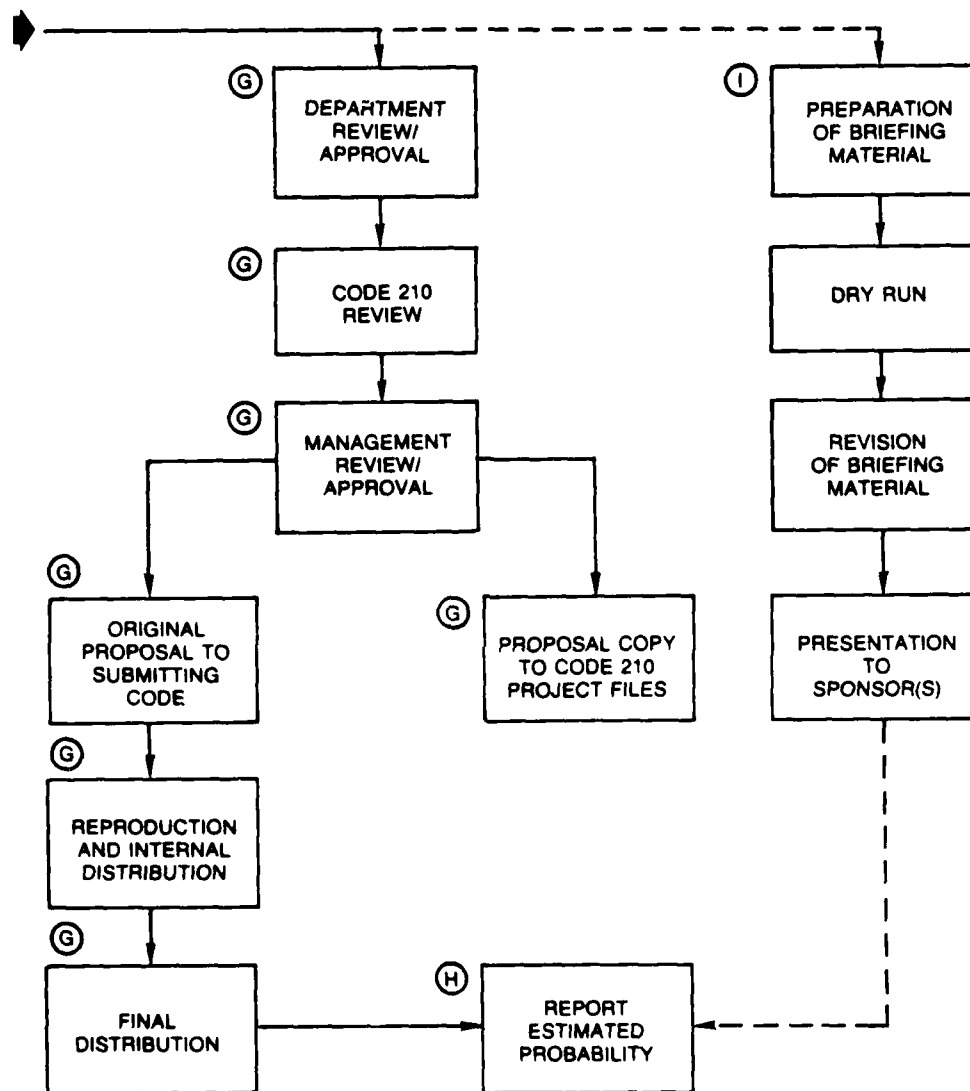 G
DEPARTMENT
REVIEW/
APPROVAL
I
PREPARATION
OF BRIEFING
MATERIAL
G
CODE 210
REVIEW
DRY RUN
G
MANAGEMENT
REVIEW/
APPROVAL
REVISION
OF BRIEFING
MATERIAL
G
ORIGINAL
PROPOSAL TO
SUBMITTING
CODE
G
PROPOSAL COPY
TO CODE 210
PROJECT FILES
PRESENTATION
TO
SPONSOR(S)
G
REPRODUCTION
AND INTERNAL
DISTRIBUTION
G
FINAL
DISTRIBUTION
H
REPORT
ESTIMATED
PROBABILITY